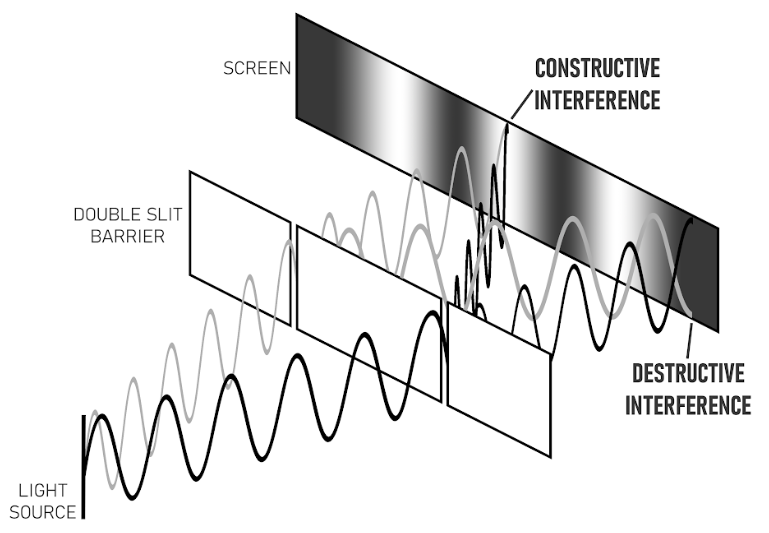 CONSTRUCTIVE
INTERFERENCE
SCREEN
DOUBLE SLIT
BARRIER
DESTRUCTIVE
INTERFERENCE
LIGHT
SOURCE